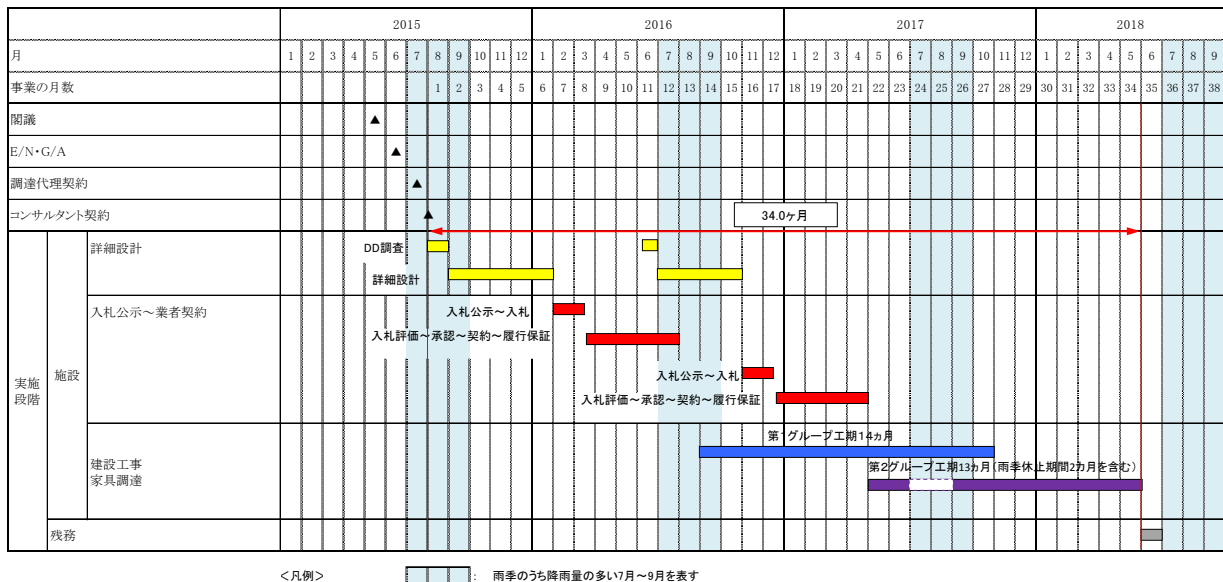 2015 2016 2017 2018
月 1 2 3 4 5 6 7 8 9 10 11 12 1 2 3 4 5 6 7 8 9 10 11 12 1 2 3 4 5 6 7 8 9 10 11 12 1 2 3 4 5 6 7 8 9
事業の月数 1 2 3 4 5 6 7 8 9 10 11 12 13 14 15 16 17 18 19 20 21 22 23 24 25 26 27 28 29 30 31 32 33 34 35 36 37 38
閣議 ▲
E/N・G/A ▲
調達代理契約 ▲
コンサルタント契約 ▲
34.0ヶ月
実施
段階
施設
詳細設計
DD調査
詳細設計
入札公示～業者契約
入札公示～入札
入札評価～承認～契約～履行保証
入札公示～入札
入札評価～承認～契約～履行保証
建設工事
家具調達
第1グループ工期14ヵ月
第2グループ工期13ヵ月(雨季休止期間2カ月を含む)
残務
＜凡例＞ : 雨季のうち降雨量の多い7月～9月を表す